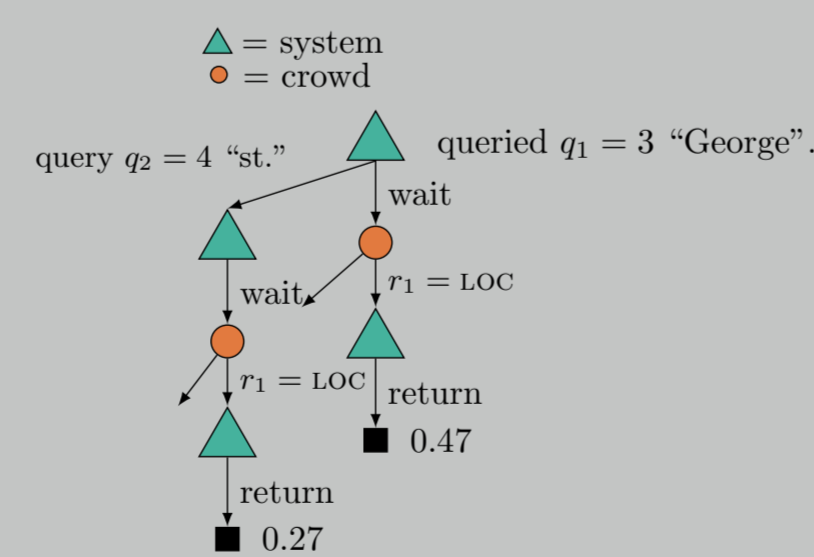 = system
= crowd
queried q₁ = 3 “George”.
query q₂ = 4 “st.”
wait
r₁ = LOC
wait
r₁ = LOC
return
0.47
return
0.27